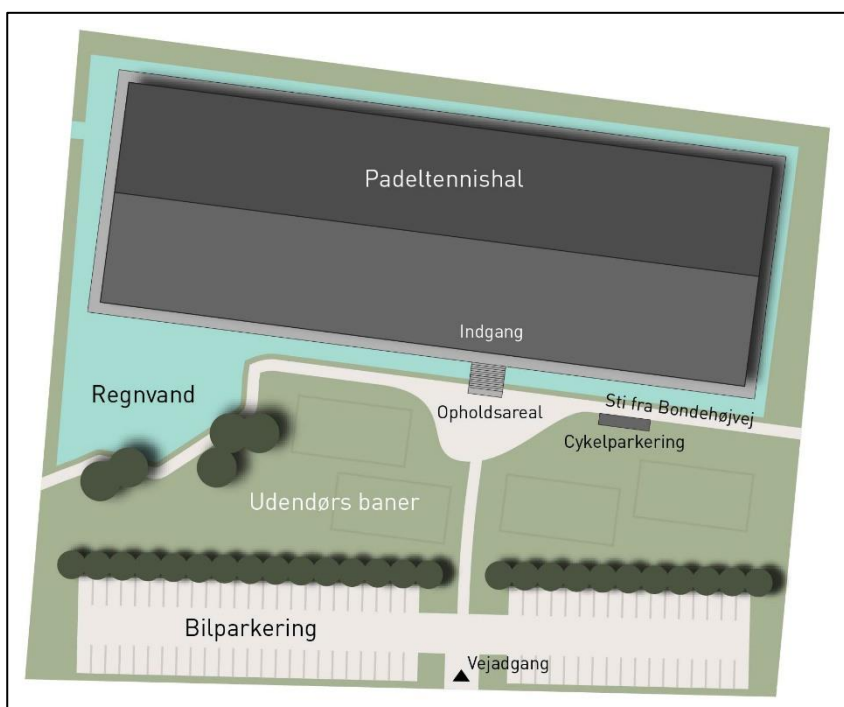 Padeltennishal
Indgang
Regnvand
Opholdsareal
Sti fra Bondehøjvej
Cykelparkering
Udendørs baner
Bilparkering
Vejadgang